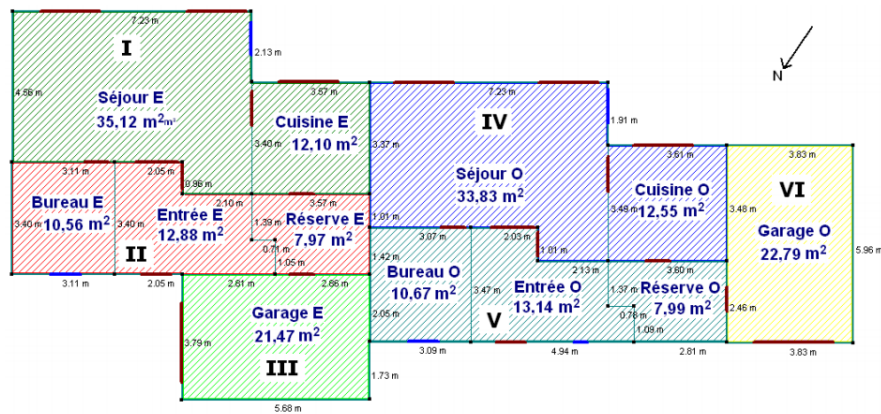 7.23 m
I
2.13 m
N
4.56 m
Séjour E
35,12 m²m²
3.57 m
Cuisine E
12,10 m²
3.40 m
7.23 m
IV
1.91 m
3.37 m
Séjour O
33,83 m²
3.61 m
3.83 m
Cuisine O
12,55 m²
3.49 m
3.48 m
VI
Garage O
22,79 m²
5.96 m
3.11 m
2.05 m
0.96 m
Bureau E
10,56 m²
3.40 m
3.40 m
Entrée E
12,88 m²
2.10 m
3.57 m
1.39 m
Réserve E
7,97 m²
0.71 m
1.05 m
II
1.01 m
3.11 m
2.05 m
2.81 m
2.86 m
3.07 m
2.03 m
1.01 m
1.42 m
Bureau O
10,67 m²
3.47 m
Entrée O
13,14 m²
2.13 m
3.60 m
1.37 m
Réserve O
7,99 m²
0.78 m
1.09 m
2.46 m
V
Garage E
21,47 m²
2.05 m
3.79 m
III
1.73 m
5.68 m
3.09 m
4.94 m
2.81 m
3.83 m